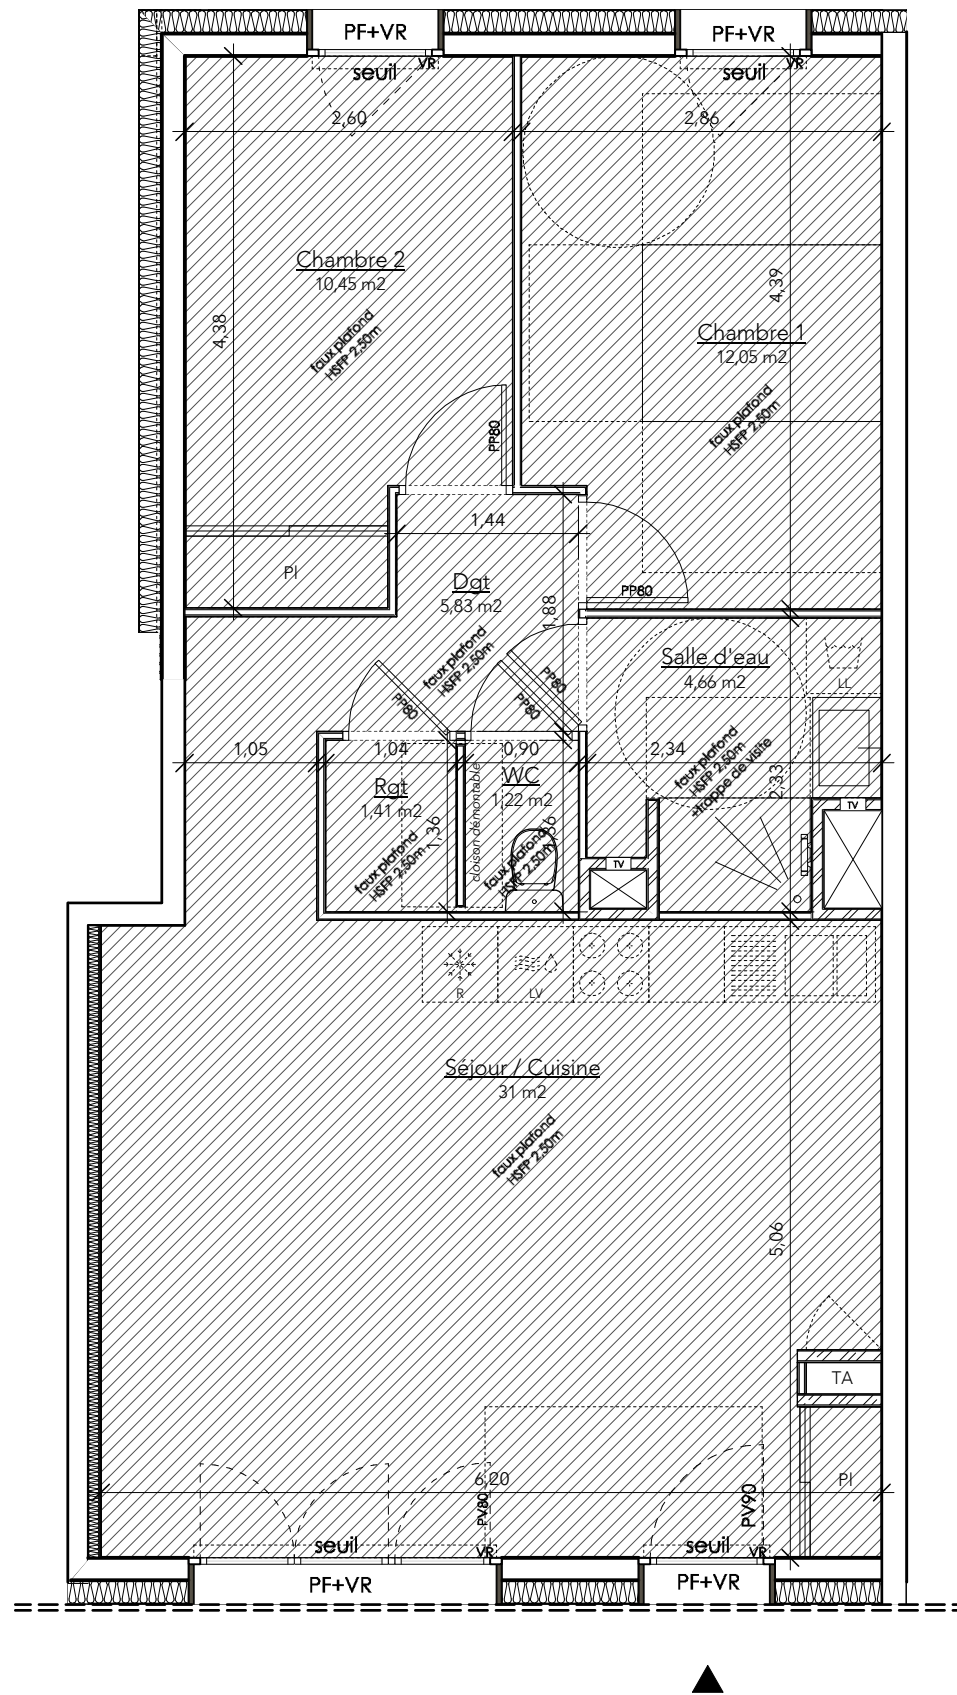 PF+VR
PF+VR
VR
VR
seuil
seuil
2,60
2,86
Chambre 2
10,45 m2
4,39
4,38
faux plafond
HSFP 2,50m
Chambre 1
12,05 m2
faux plafond
HSFP 2,50m
PP80
1,44
Pl
Dgt
5,83 m2
PP80
1,88
faux plafond
HSFP 2,50m
Salle d'eau
4,66 m2
LL
PP80
PP80
PP80
faux plafond
HSFP 2,50m
+trappe de visite
1,05
1,04
0,90
2,34
2,33
Rgt
1,41 m2
WC
1,22 m2
cloison démontable
1,36
1,36
faux plafond
HSFP 2,50m
faux plafond
HSFP 2,50m
TV
TV
R
LV
Séjour / Cuisine
31 m2
faux plafond
HSFP 2,50m
5,06
TA
Pl
6,20
PV80
PV90
seuil
VR
seuil
VR
PF+VR
PF+VR